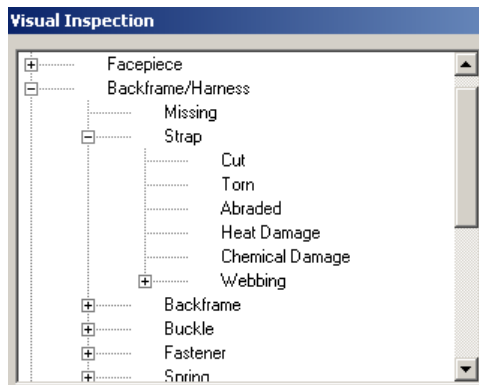 Visual Inspection
Facepiece
Backframe/Harness
Missing
Strap
Cut
Torn
Abraded
Heat Damage
Chemical Damage
Webbing
Backframe
Buckle
Fastener
Spring